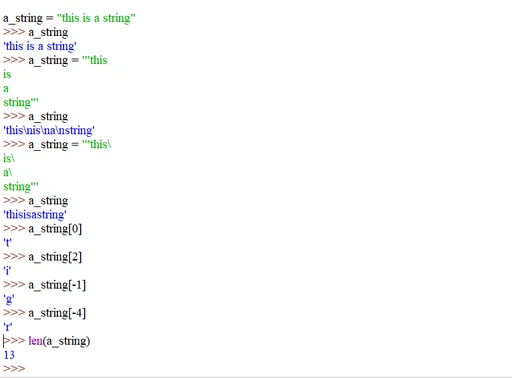 a_string = "this is a string"
>>> a_string
'this is a string'
>>> a_string = '''this
is
a
string'''
>>> a_string
'this\nis\na\nstring'
>>> a_string = '''this\
is\
a\
string'''
>>> a_string
'thisisastring'
>>> a_string[0]
't'
>>> a_string[2]
'i'
>>> a_string[-1]
'g'
>>> a_string[-4]
'r'
>>> len(a_string)
13
>>>